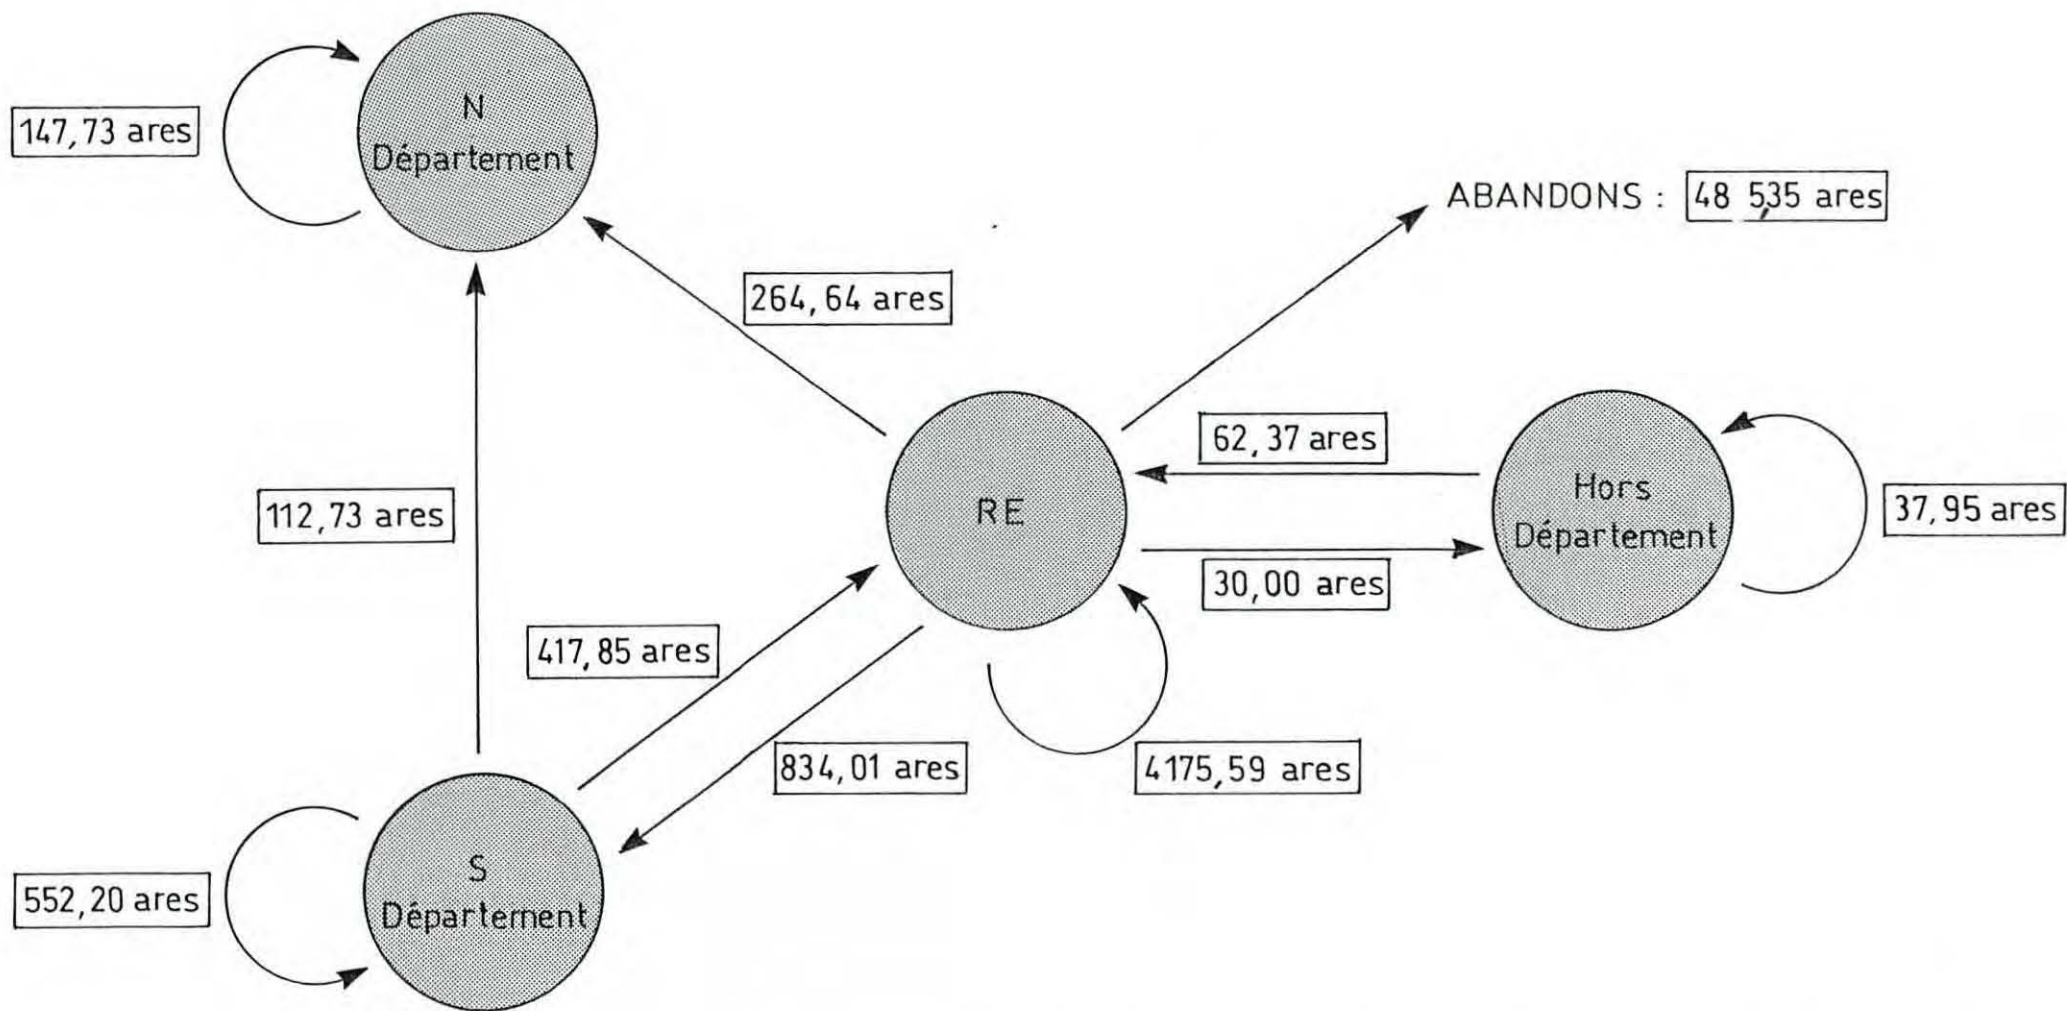 N
Département
147,73 ares
ABANDONS : 48 5,35 ares
264,64 ares
62,37 ares
RE
Hors
Département
37,95 ares
112,73 ares
30,00 ares
417,85 ares
834,01 ares
4175,59 ares
S
Département
552,20 ares